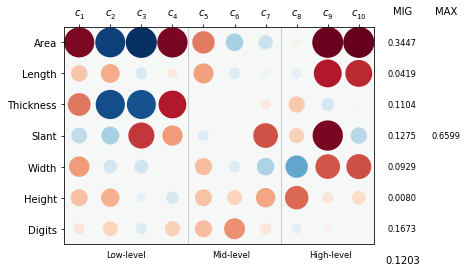 c1 c2 c3 c4 c5 c6 c7 c8 c9 c10 MIG MAX
Area 0.3447
Length 0.0419
Thickness 0.1104
Slant 0.1275 0.6599
Width 0.0929
Height 0.0080
Digits 0.1673
Low-level Mid-level High-level
0.1203